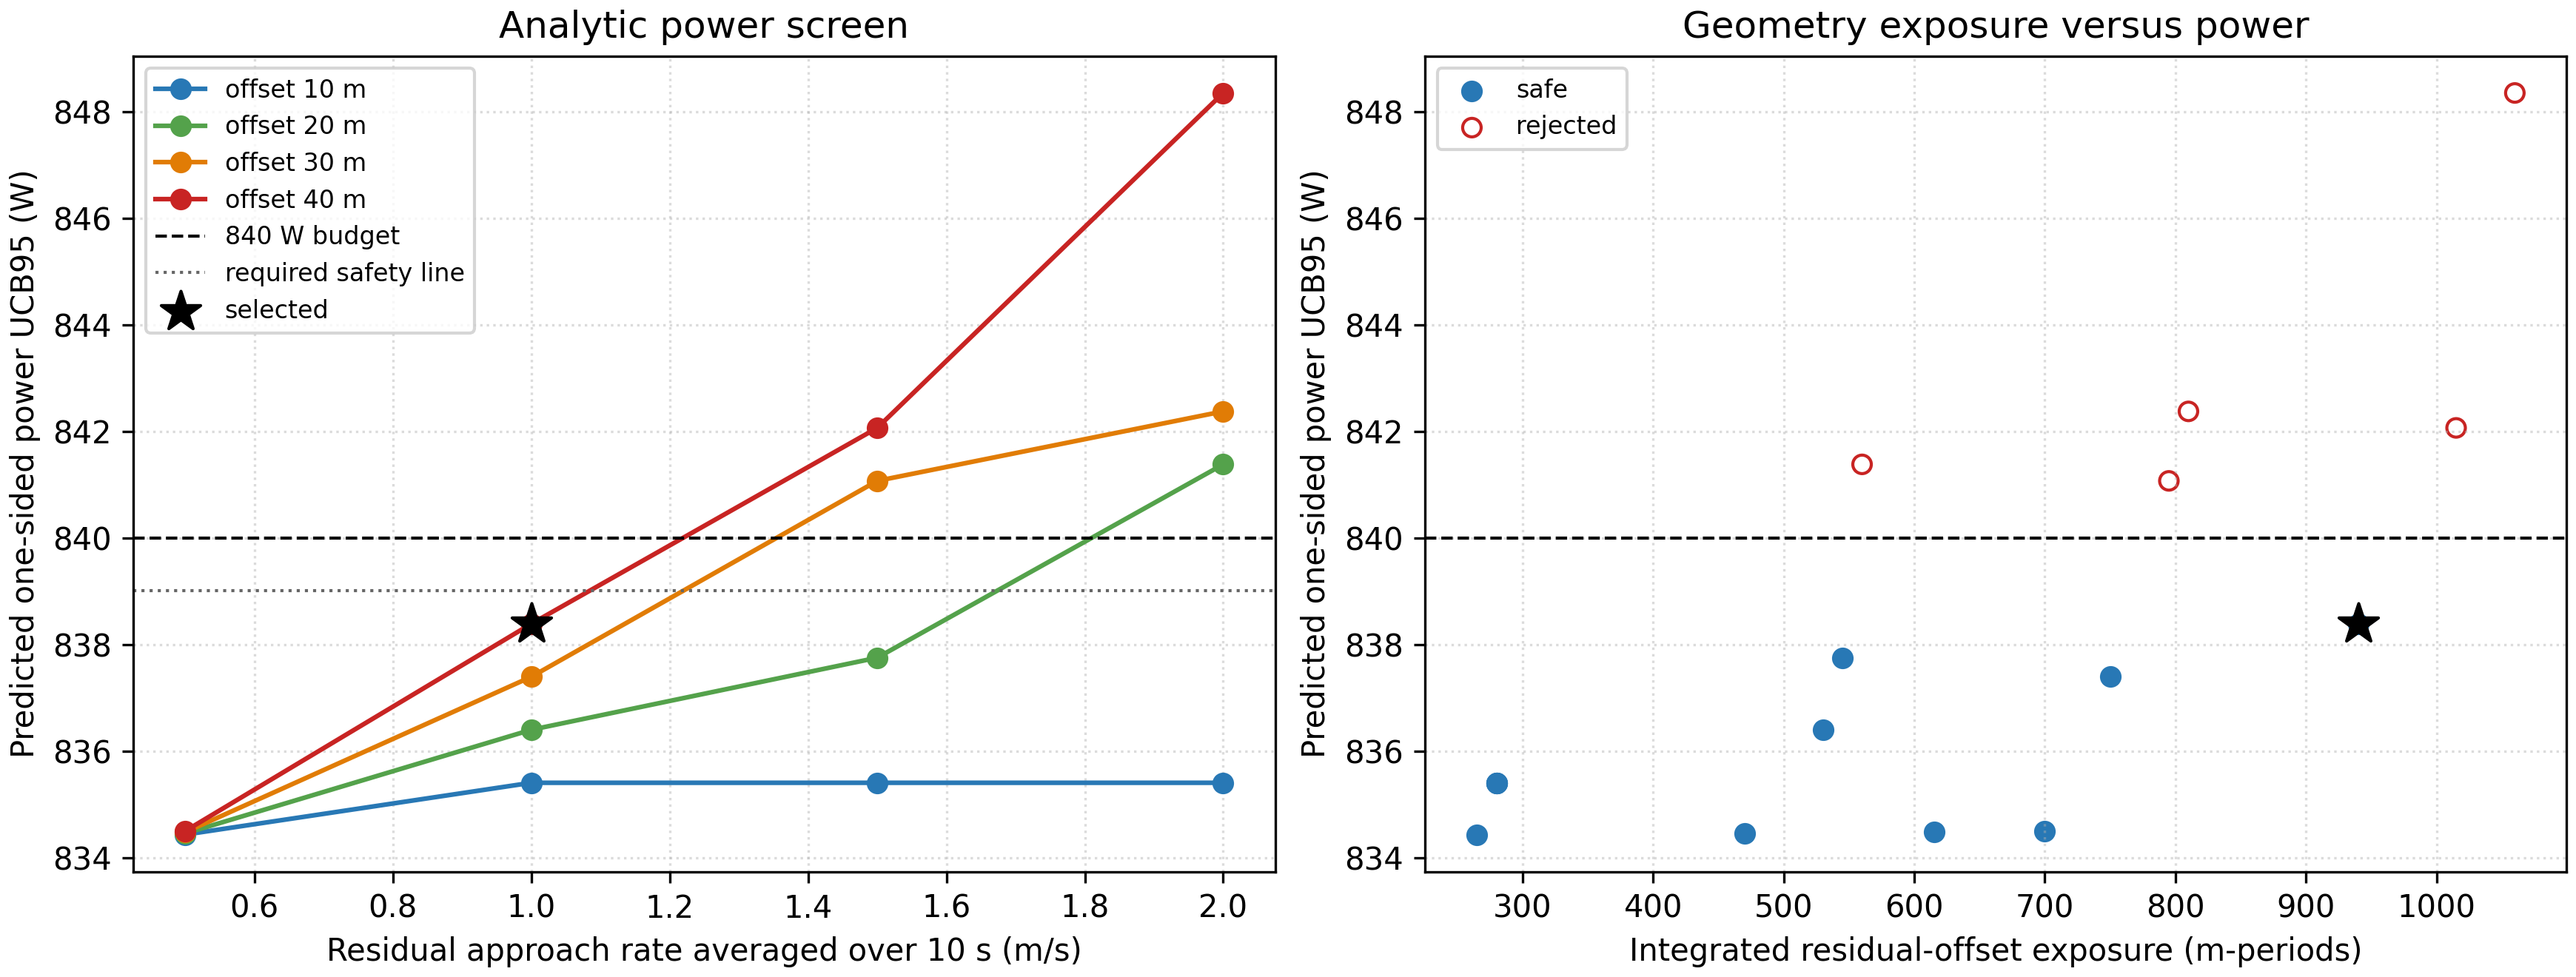 Analytic power screen
Predicted one-sided power UCB95 (W)
848
846
844
842
840
838
836
834
offset 10 m
offset 20 m
offset 30 m
offset 40 m
840 W budget
required safety line
selected
0.6 0.8 1.0 1.2 1.4 1.6 1.8 2.0
Residual approach rate averaged over 10 s (m/s)
Geometry exposure versus power
Predicted one-sided power UCB95 (W)
848
846
844
842
840
838
836
834
safe
rejected
300 400 500 600 700 800 900 1000
Integrated residual-offset exposure (m-periods)